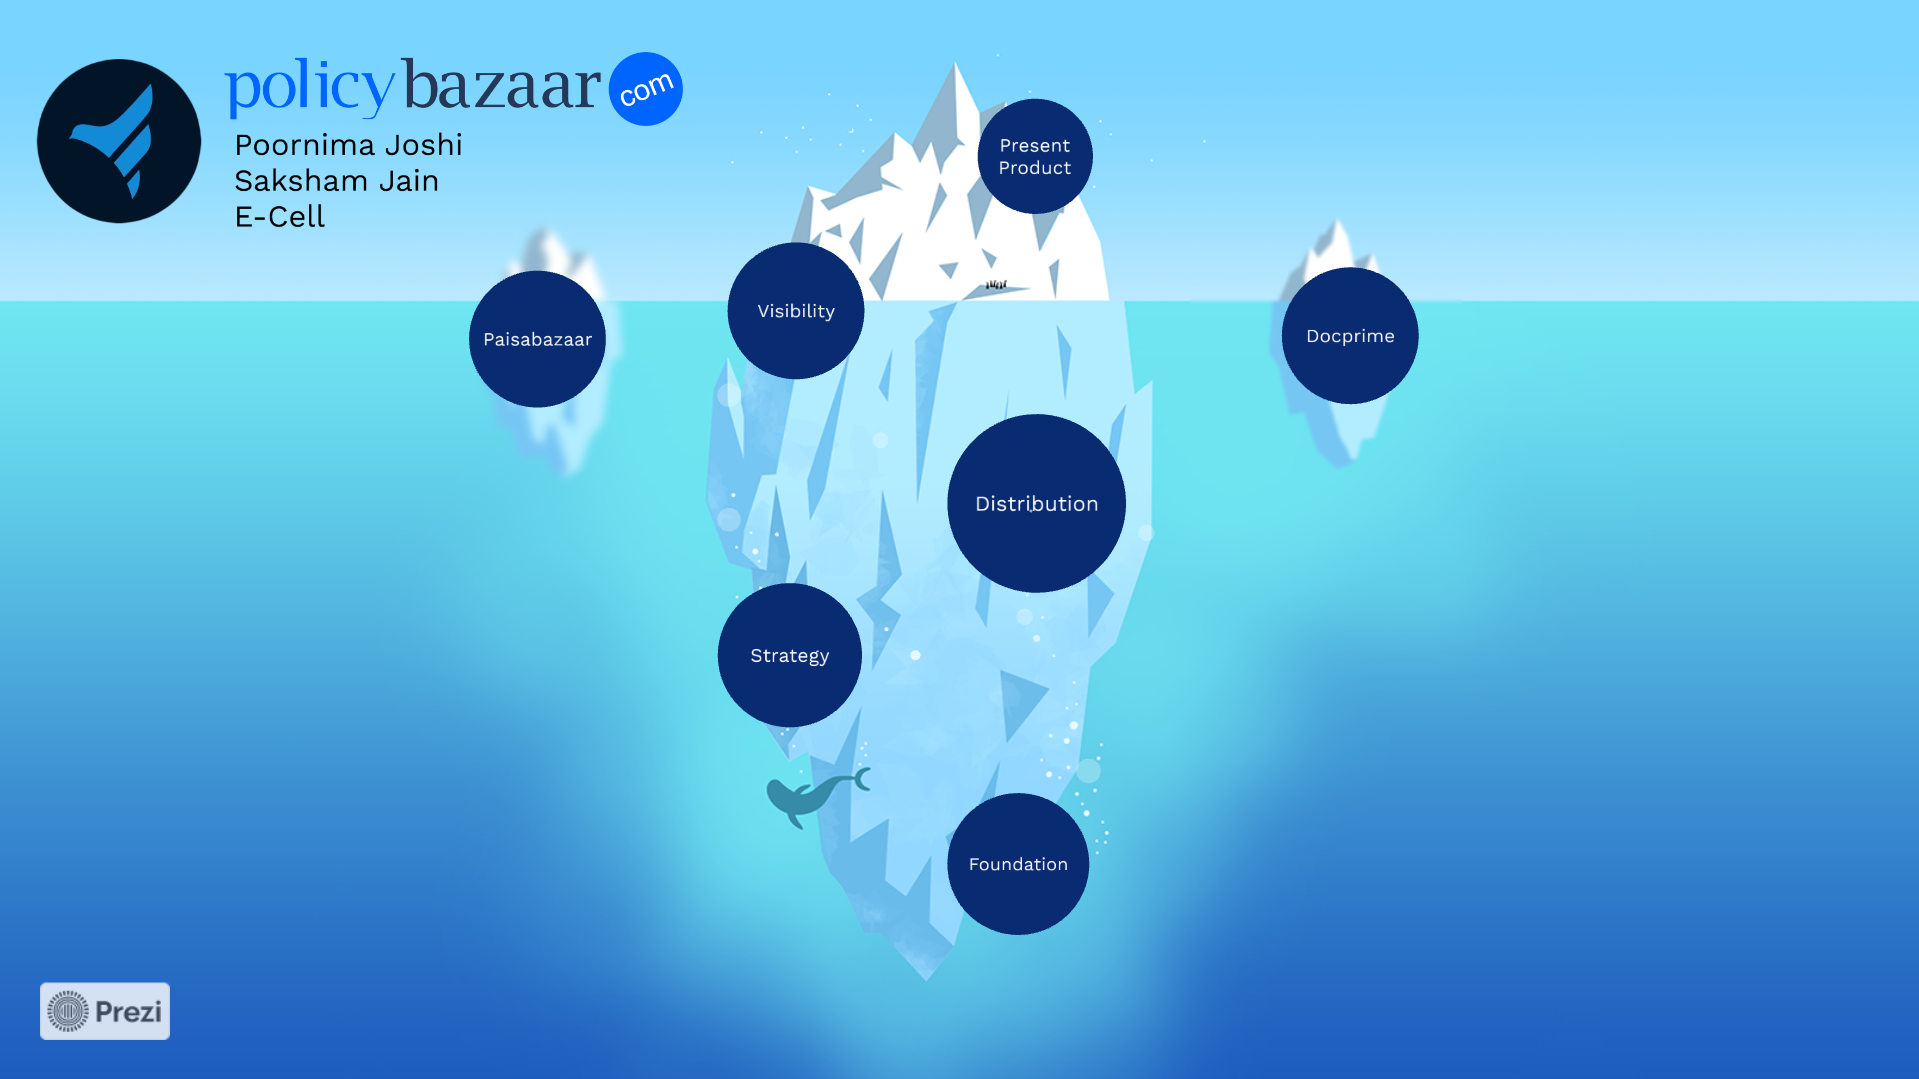 policybazaar com
Poornima Joshi
Saksham Jain
E-Cell
Present
Product
Visibility
Paisabazaar
Docprime
Distribution
Strategy
Foundation
Prezi